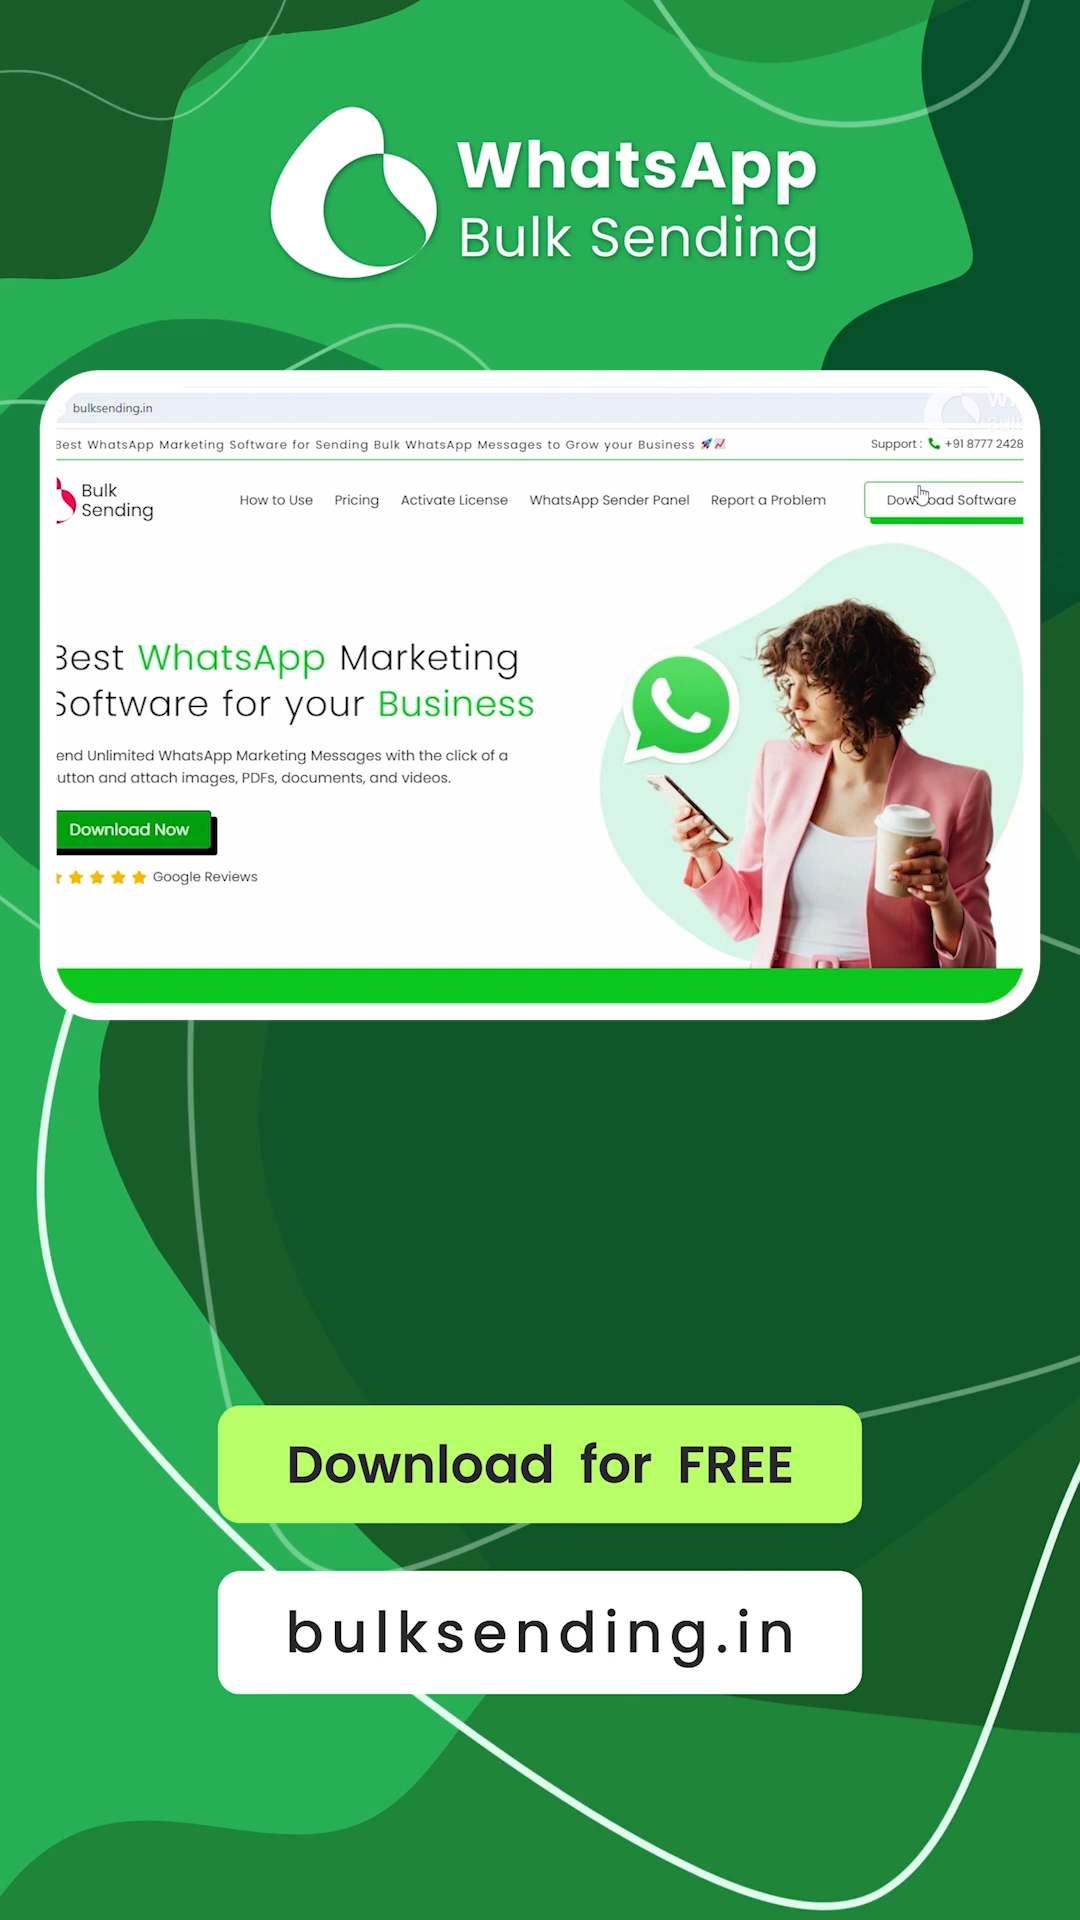 WhatsApp
Bulk Sending
bulksending.in
Best WhatsApp Marketing Software for Sending Bulk WhatsApp Messages to Grow your Business 🚀📈
Support : 📞 +91 8777 2428
Bulk
Sending
How to Use Pricing Activate License WhatsApp Sender Panel Report a Problem Download Software
Best WhatsApp Marketing
Software for your Business
end Unlimited WhatsApp Marketing Messages with the click of a
utton and attach images, PDFs, documents, and videos.
Download Now
Google Reviews
Download for FREE
bulksending.in